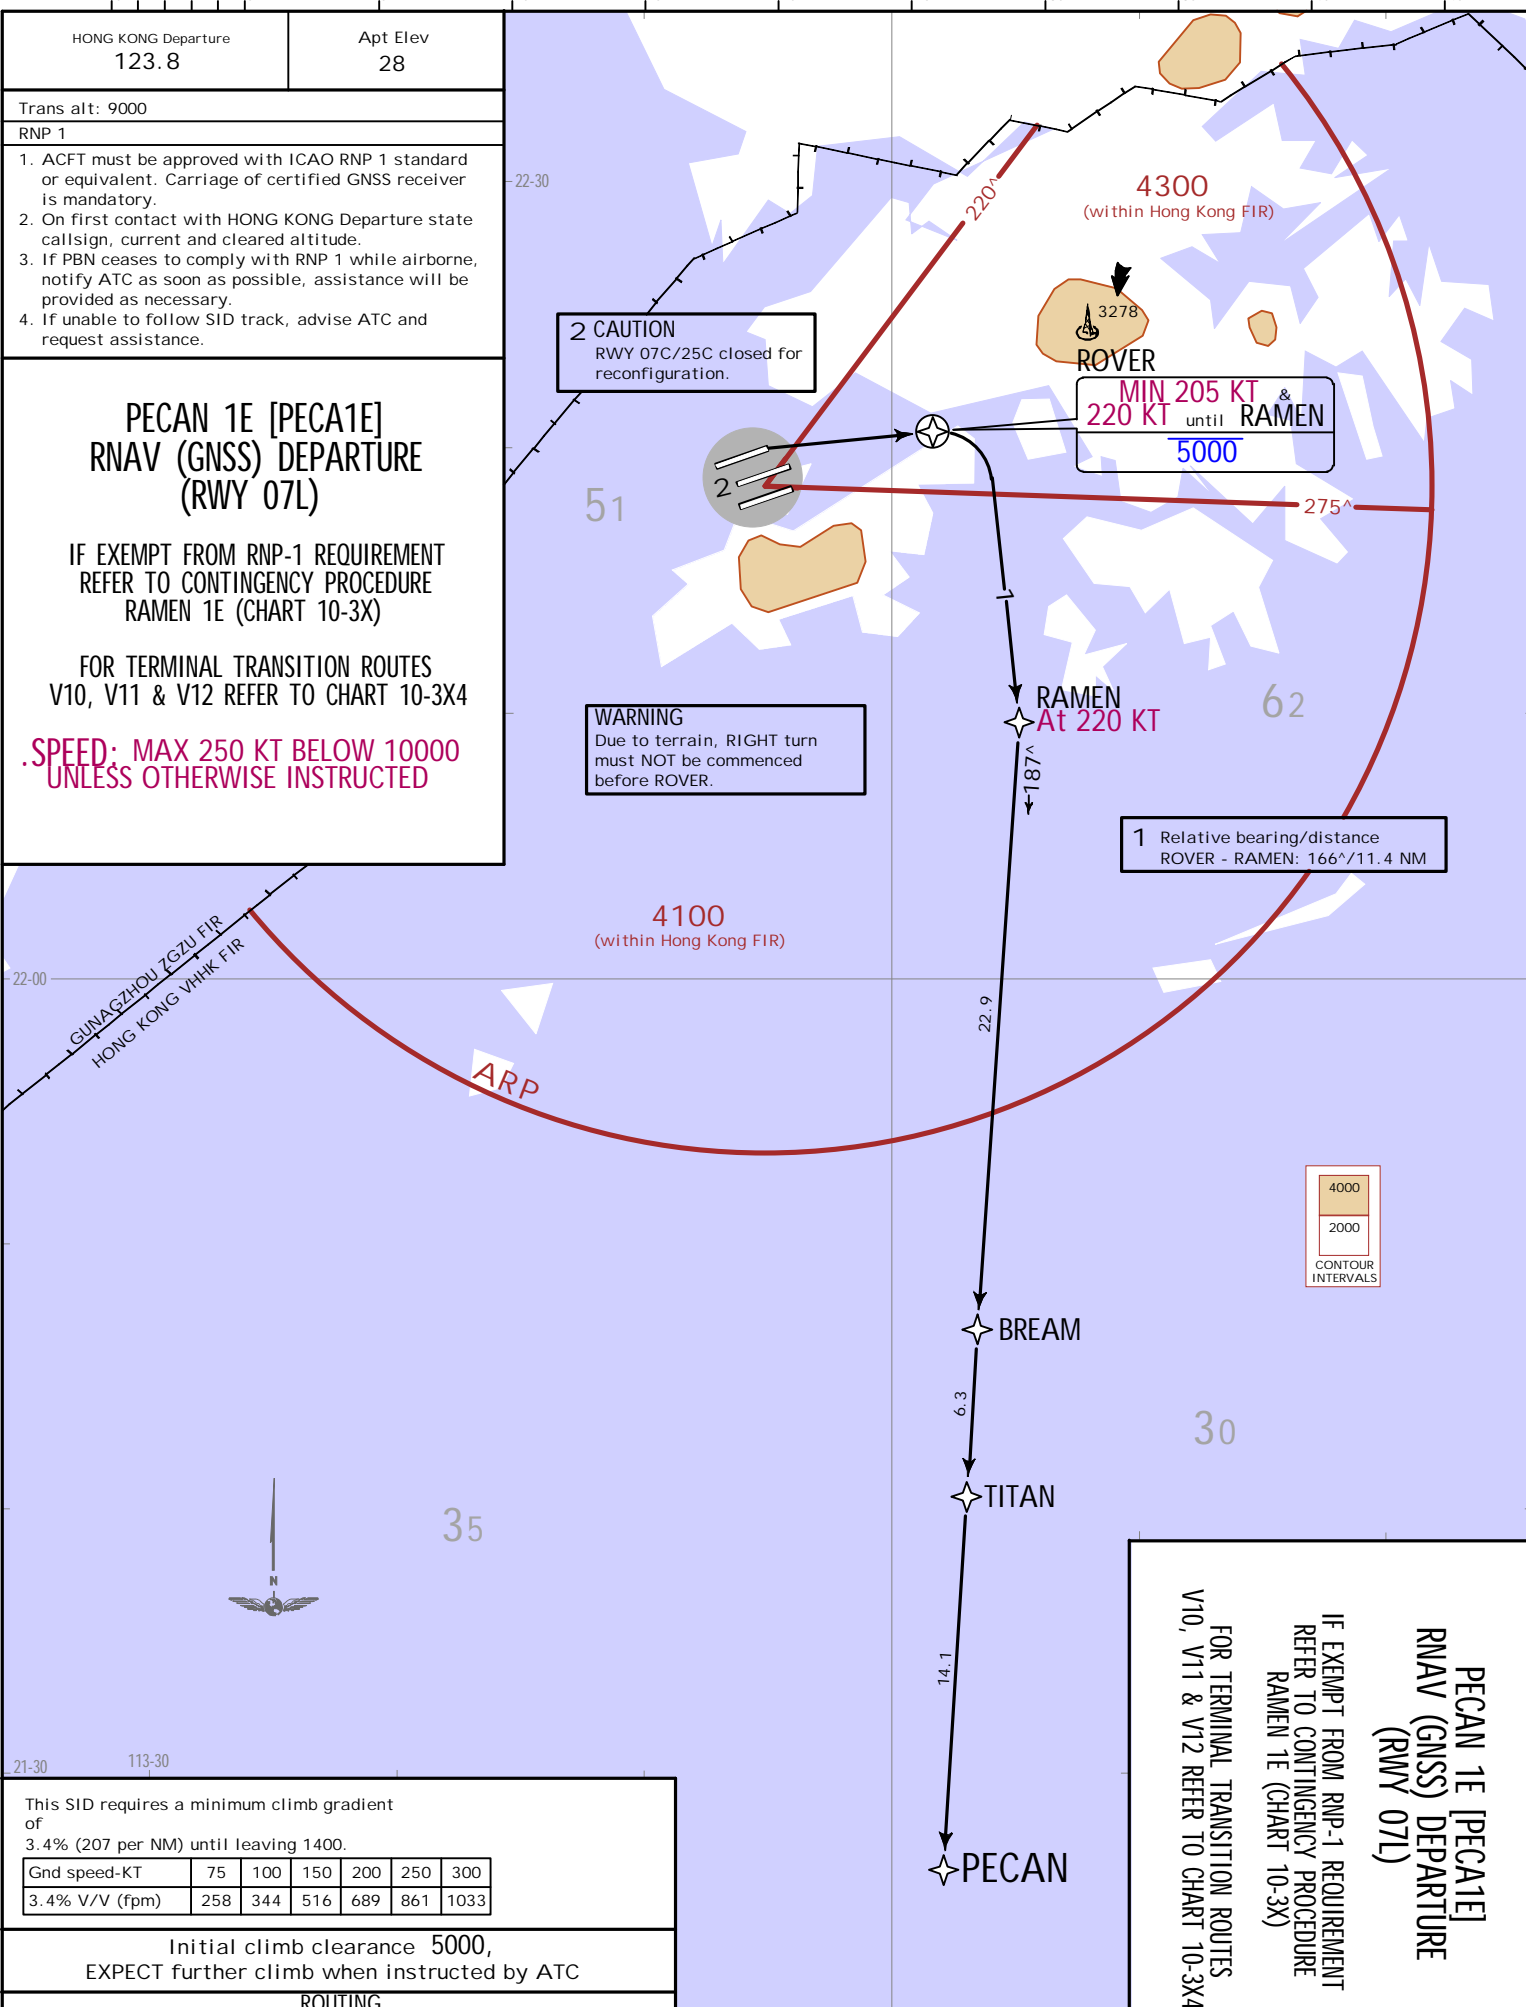 HONG KONG Departure
123.8
Apt Elev
28
Trans alt: 9000
RNP 1
1. ACFT must be approved with ICAO RNP 1 standard
or equivalent. Carriage of certified GNSS receiver
is mandatory.
2. On first contact with HONG KONG Departure state
callsign, current and cleared altitude.
3. If PBN ceases to comply with RNP 1 while airborne,
notify ATC as soon as possible, assistance will be
provided as necessary.
4. If unable to follow SID track, advise ATC and
request assistance.
PECAN 1E [PECA1E]
RNAV (GNSS) DEPARTURE
(RWY 07L)
IF EXEMPT FROM RNP-1 REQUIREMENT
REFER TO CONTINGENCY PROCEDURE
RAMEN 1E (CHART 10-3X)
FOR TERMINAL TRANSITION ROUTES
V10, V11 & V12 REFER TO CHART 10-3X4
.SPEED: MAX 250 KT BELOW 10000
UNLESS OTHERWISE INSTRUCTED
22-30
220^
4300
(within Hong Kong FIR)
3278
2 CAUTION
RWY 07C/25C closed for
reconfiguration.
ROVER
MIN 205 KT &
220 KT until RAMEN
5000
2
51
275^
1
RAMEN
At 220 KT
62
187^
WARNING
Due to terrain, RIGHT turn
must NOT be commenced
before ROVER.
1 Relative bearing/distance
ROVER - RAMEN: 166^/11.4 NM
4100
(within Hong Kong FIR)
GUNAGZHOU ZGZU FIR
HONG KONG VHHK FIR
22-00
22.9
ARP
4000
2000
CONTOUR
INTERVALS
BREAM
6.3
30
TITAN
35
N
14.1
21-30
113-30
PECAN
This SID requires a minimum climb gradient
of
3.4% (207 per NM) until leaving 1400.
Gnd speed-KT 75 100 150 200 250 300
3.4% V/V (fpm) 258 344 516 689 861 1033
Initial climb clearance 5000,
EXPECT further climb when instructed by ATC
ROUTING
PECAN 1E [PECA1E]
RNAV (GNSS) DEPARTURE
(RWY 07L)
IF EXEMPT FROM RNP-1 REQUIREMENT
REFER TO CONTINGENCY PROCEDURE
RAMEN 1E (CHART 10-3X)
FOR TERMINAL TRANSITION ROUTES
V10, V11 & V12 REFER TO CHART 10-3X4